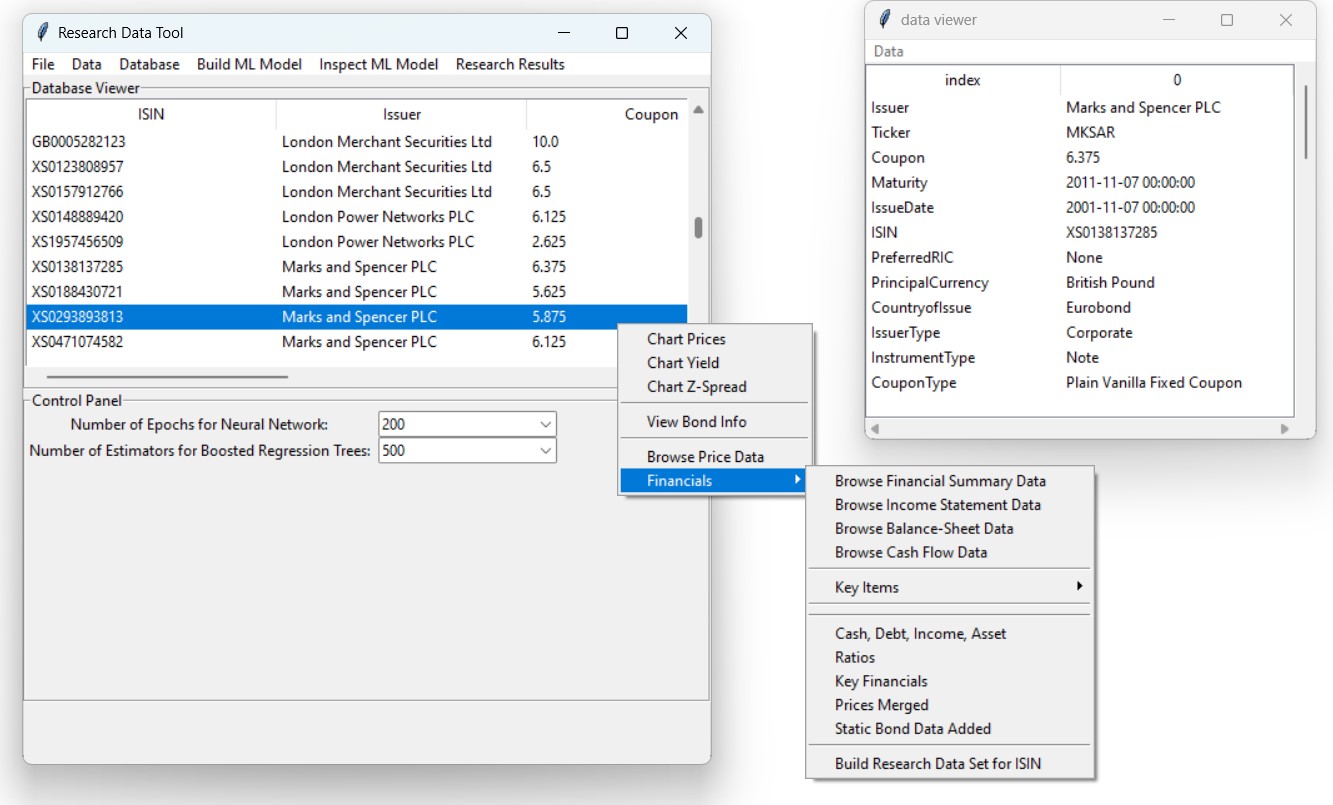 Research Data Tool
File Data Database Build ML Model Inspect ML Model Research Results
Database Viewer
ISIN Issuer Coupon
GB0005282123 London Merchant Securities Ltd 10.0
XS0123808957 London Merchant Securities Ltd 6.5
XS0157912766 London Merchant Securities Ltd 6.5
XS0148889420 London Power Networks PLC 6.125
XS1957456509 London Power Networks PLC 2.625
XS0138137285 Marks and Spencer PLC 6.375
XS0188430721 Marks and Spencer PLC 5.625
XS0293893813 Marks and Spencer PLC 5.875
XS0471074582 Marks and Spencer PLC 6.125
Control Panel
Number of Epochs for Neural Network: 200
Number of Estimators for Boosted Regression Trees: 500
Chart Prices
Chart Yield
Chart Z-Spread
View Bond Info
Browse Price Data
Financials
Browse Financial Summary Data
Browse Income Statement Data
Browse Balance-Sheet Data
Browse Cash Flow Data
Key Items
Cash, Debt, Income, Asset
Ratios
Key Financials
Prices Merged
Static Bond Data Added
Build Research Data Set for ISIN
data viewer
Data
index 0
Issuer Marks and Spencer PLC
Ticker MKSAR
Coupon 6.375
Maturity 2011-11-07 00:00:00
IssueDate 2001-11-07 00:00:00
ISIN XS0138137285
PreferredRIC None
PrincipalCurrency British Pound
CountryofIssue Eurobond
IssuerType Corporate
InstrumentType Note
CouponType Plain Vanilla Fixed Coupon